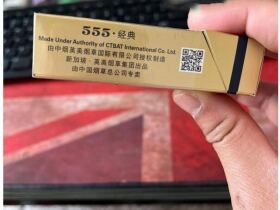 555·经典
Made Under Authority of CTBAT International Co. Ltd.
由中烟英美烟草国际有限公司授权制造
新加坡·英美烟草集团出品
由中国烟草总公司专卖